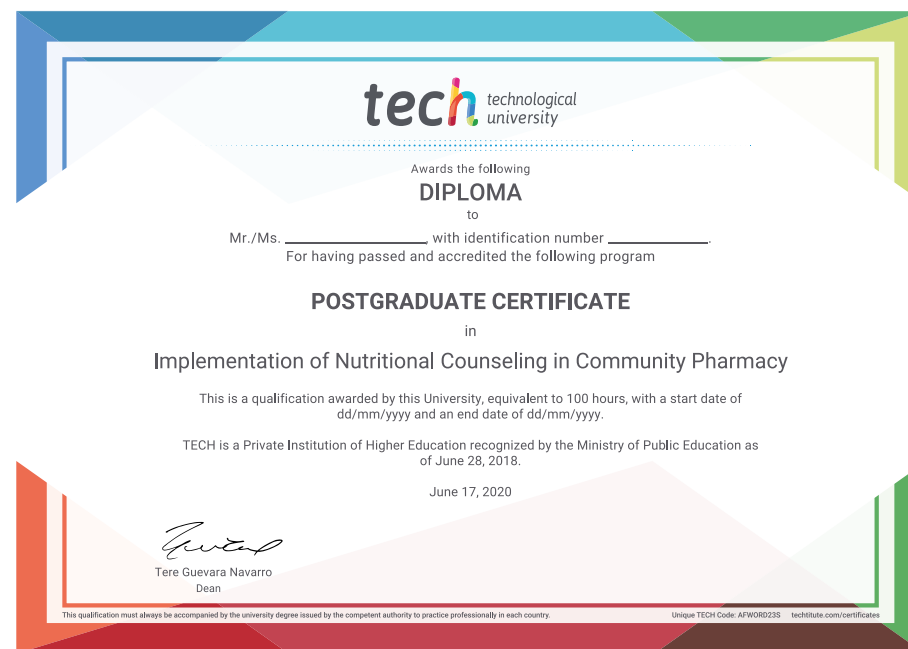 tech technological
university
Awards the following
DIPLOMA
to
Mr./Ms. ____________________, with identification number ______________.
For having passed and accredited the following program
POSTGRADUATE CERTIFICATE
in
Implementation of Nutritional Counseling in Community Pharmacy
This is a qualification awarded by this University, equivalent to 100 hours, with a start date of
dd/mm/yyyy and an end date of dd/mm/yyyy.
TECH is a Private Institution of Higher Education recognized by the Ministry of Public Education as
of June 28, 2018.
June 17, 2020
Tere Guevara Navarro
Dean
This qualification must always be accompanied by the university degree issued by the competent authority to practice professionally in each country. Unique TECH Code: AFWORD23S techtitute.com/certificates